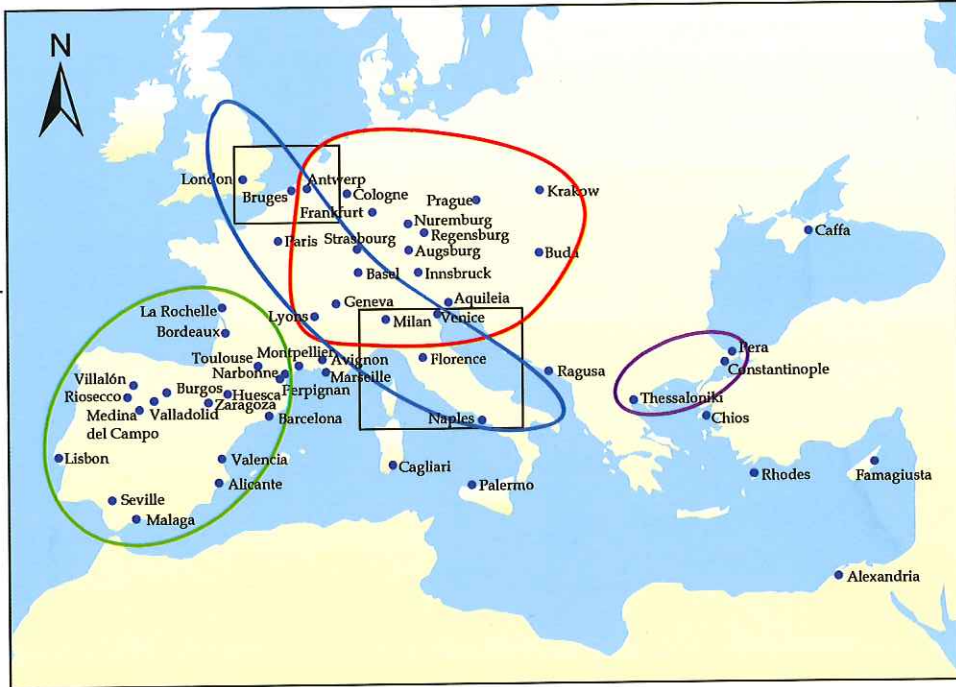 N
London
Antwerp
Bruges
Cologne
Frankfurt
Prague
Krakow
Nuremburg
Regensburg
Paris
Strasbourg
Augsburg
Buda
Caffa
Basel
Innsbruck
Geneva
Aquileia
La Rochelle
Lyons
Milan
Venice
Bordeaux
Toulouse
Montpellier
Avignon
Florence
Pera
Narbonne
Marseille
Ragusa
Constantinople
Villalón
Burgos
Huesca
Perpignan
Riosecco
Zaragoza
Thessaloniki
Medina
del Campo
Valladolid
Barcelona
Naples
Chios
Lisbon
Valencia
Cagliari
Rhodes
Famagiusta
Alicante
Palermo
Seville
Malaga
Alexandria